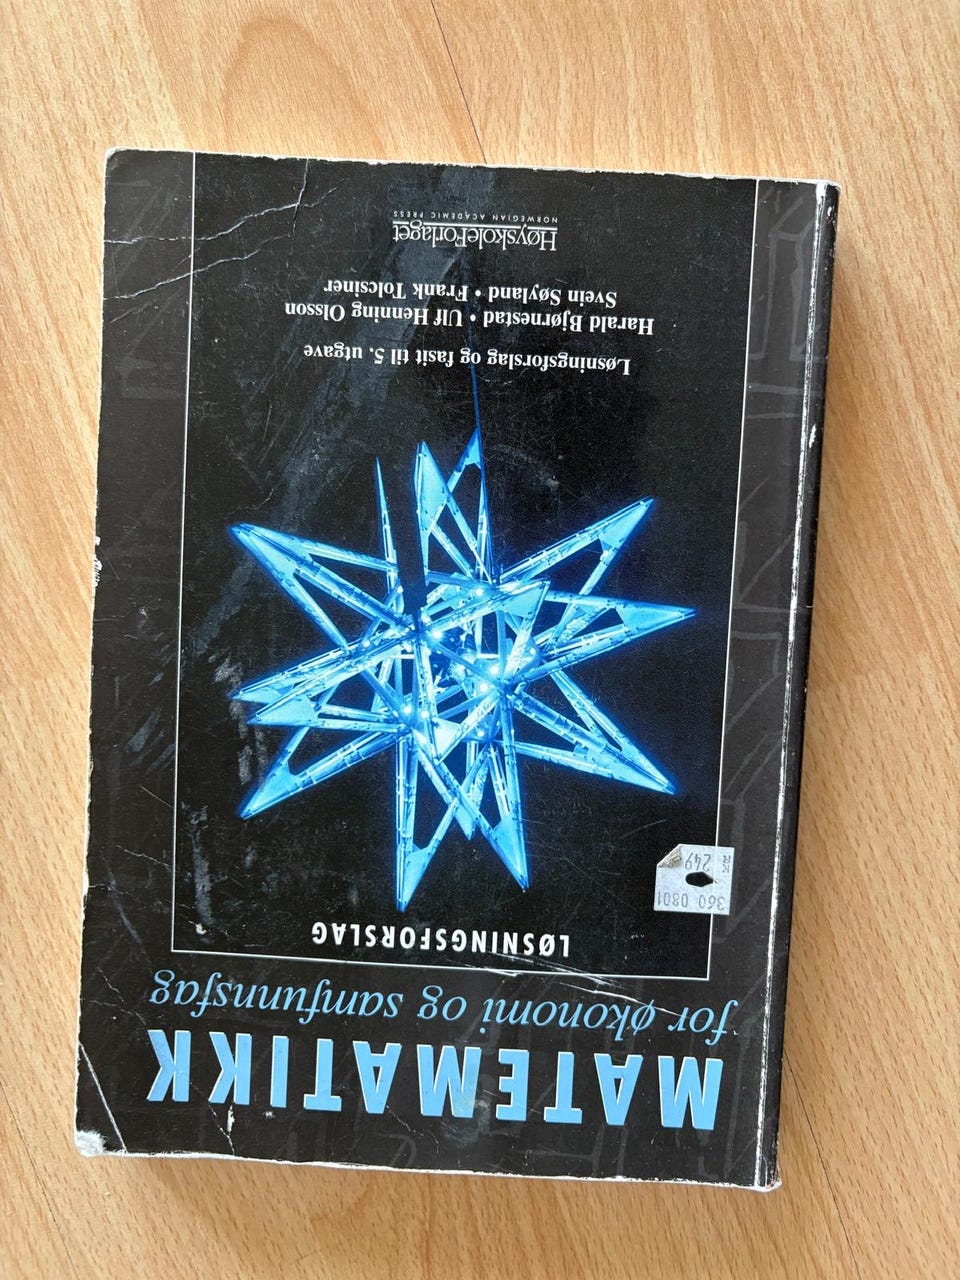 MATEMATIKK
for økonomi og samfunnsfag
LØSNINGSFORSLAG
360 0801
249
Løsningsforslag og fasit til 5. utgave
Harald Bjørnestad • Ulf Henning Olsson
Svein Søyland • Frank Tolcsiner
HøyskoleForlaget
NORWEGIAN ACADEMIC PRESS